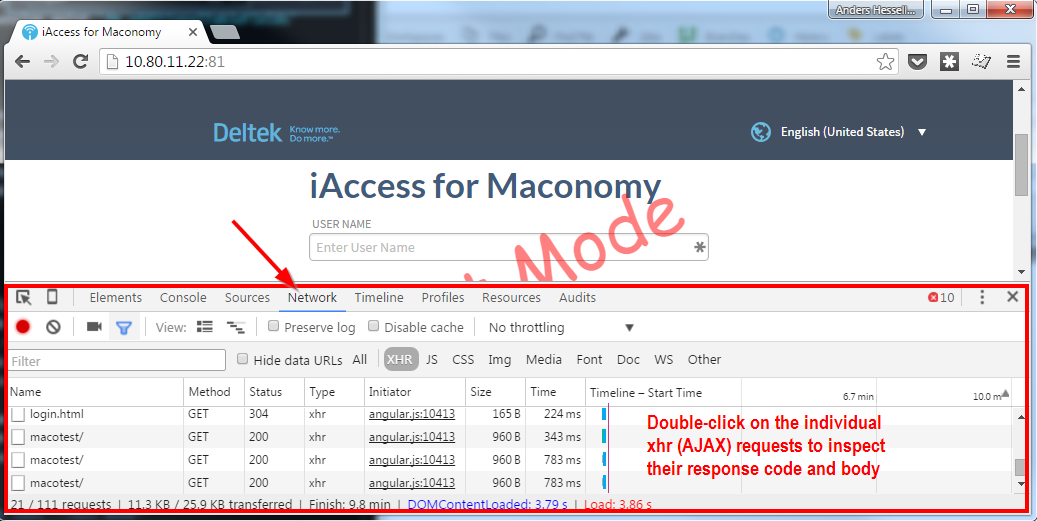 Anders Hessell...
iAccess for Maconomy
10.80.11.22:81
Deltek Know more. Do more.™
English (United States)
iAccess for Maconomy
USER NAME
Enter User Name
Mode
Elements Console Sources Network Timeline Profiles Resources Audits 10
View: Preserve log Disable cache No throttling
Filter Hide data URLs All XHR JS CSS Img Media Font Doc WS Other
Name Method Status Type Initiator Size Time Timeline – Start Time 6.7 min 10.0 m
login.html GET 304 xhr angular.js:10413 165 B 224 ms
macotest/ GET 200 xhr angular.js:10413 960 B 343 ms
macotest/ GET 200 xhr angular.js:10413 960 B 783 ms
macotest/ GET 200 xhr angular.js:10413 960 B 783 ms
Double-click on the individual
xhr (AJAX) requests to inspect
their response code and body
21 / 111 requests | 11.3 KB / 25.9 KB transferred | Finish: 9.8 min | DOMContentLoaded: 3.79 s | Load: 3.86 s